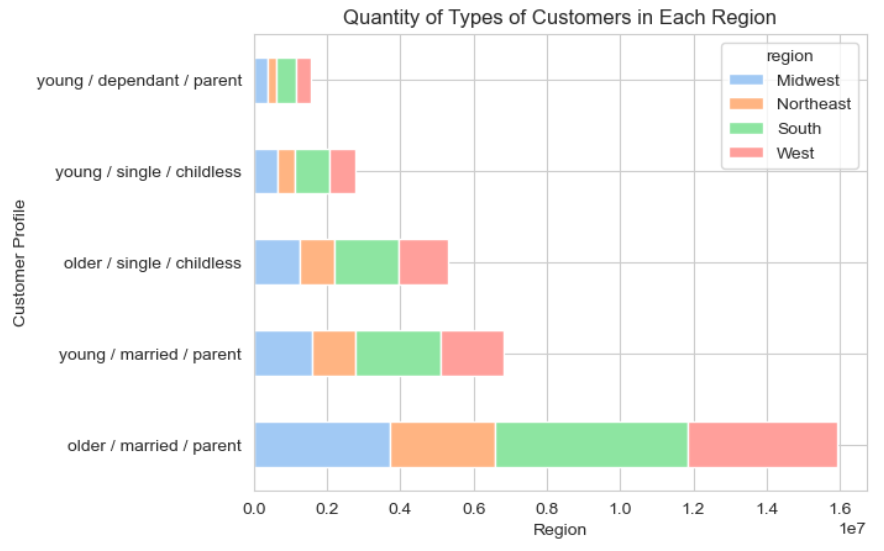 Quantity of Types of Customers in Each Region
region
Midwest
Northeast
South
West
Customer Profile
young / dependant / parent
young / single / childless
older / single / childless
young / married / parent
older / married / parent
0.0 0.2 0.4 0.6 0.8 1.0 1.2 1.4 1.6
1e7
Region